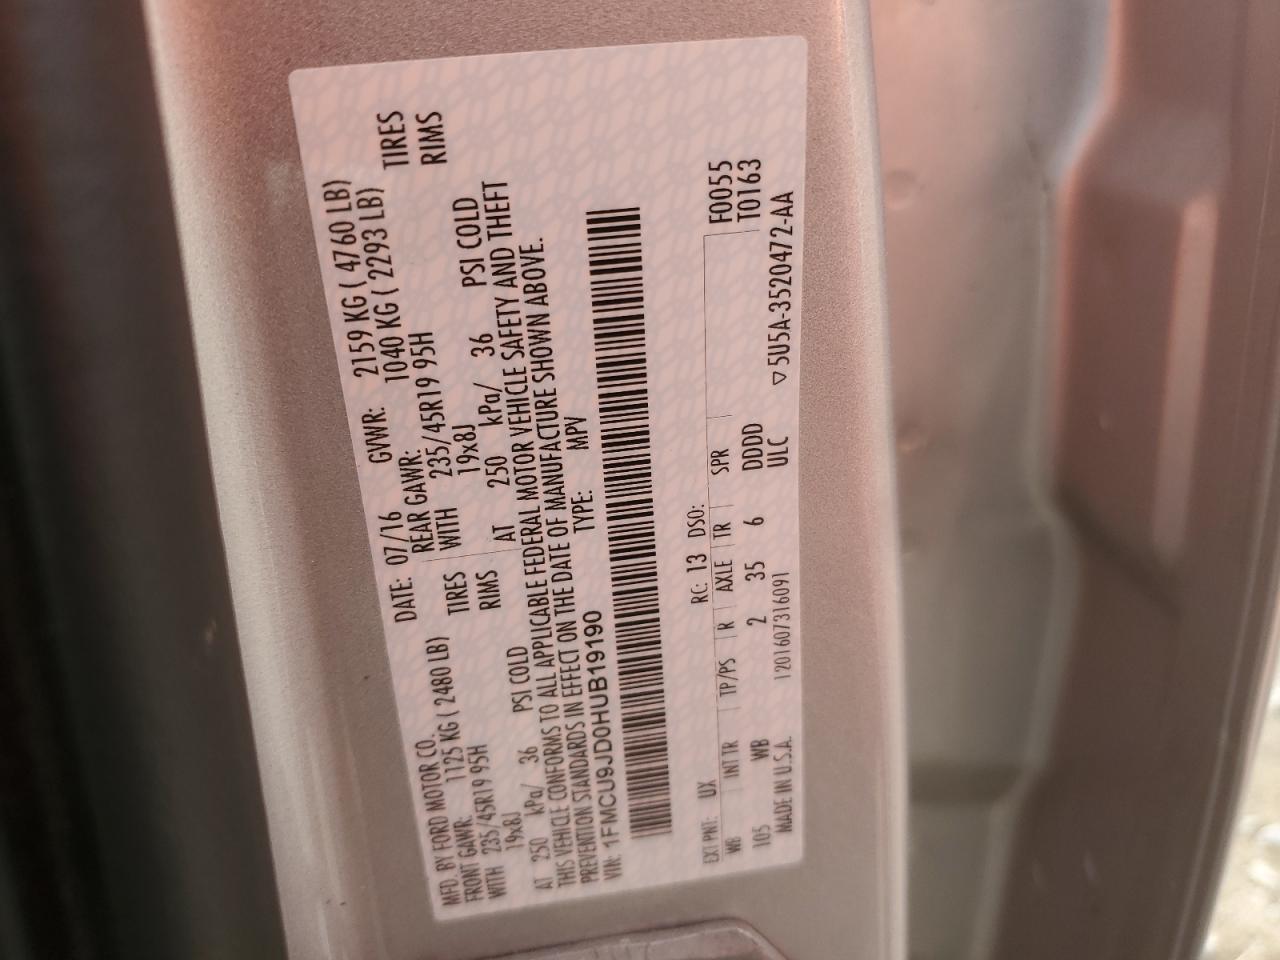 MFD. BY FORD MOTOR CO. DATE: 07/16 GVWR: 2159 KG ( 4760 LB)
FRONT GAWR: 1125 KG ( 2480 LB) REAR GAWR: 1040 KG ( 2293 LB)
WITH 235/45R19 95H TIRES WITH 235/45R19 95H TIRES
19x8J RIMS 19x8J RIMS
AT 250 kPa/ 36 PSI COLD AT 250 kPa/ 36 PSI COLD
THIS VEHICLE CONFORMS TO ALL APPLICABLE FEDERAL MOTOR VEHICLE SAFETY AND THEFT
PREVENTION STANDARDS IN EFFECT ON THE DATE OF MANUFACTURE SHOWN ABOVE.
VIN: 1FMCU9JD0HUB19190 TYPE: MPV
EXT PNT: UX RC: 13 DSO: F0055
WB INT TR TP/PS R AXLE TR SPR T0163
105 WB 2 35 6 DDDD
MADE IN U.S.A. 120160731609 ULC ▽5U5A-3520472-AA